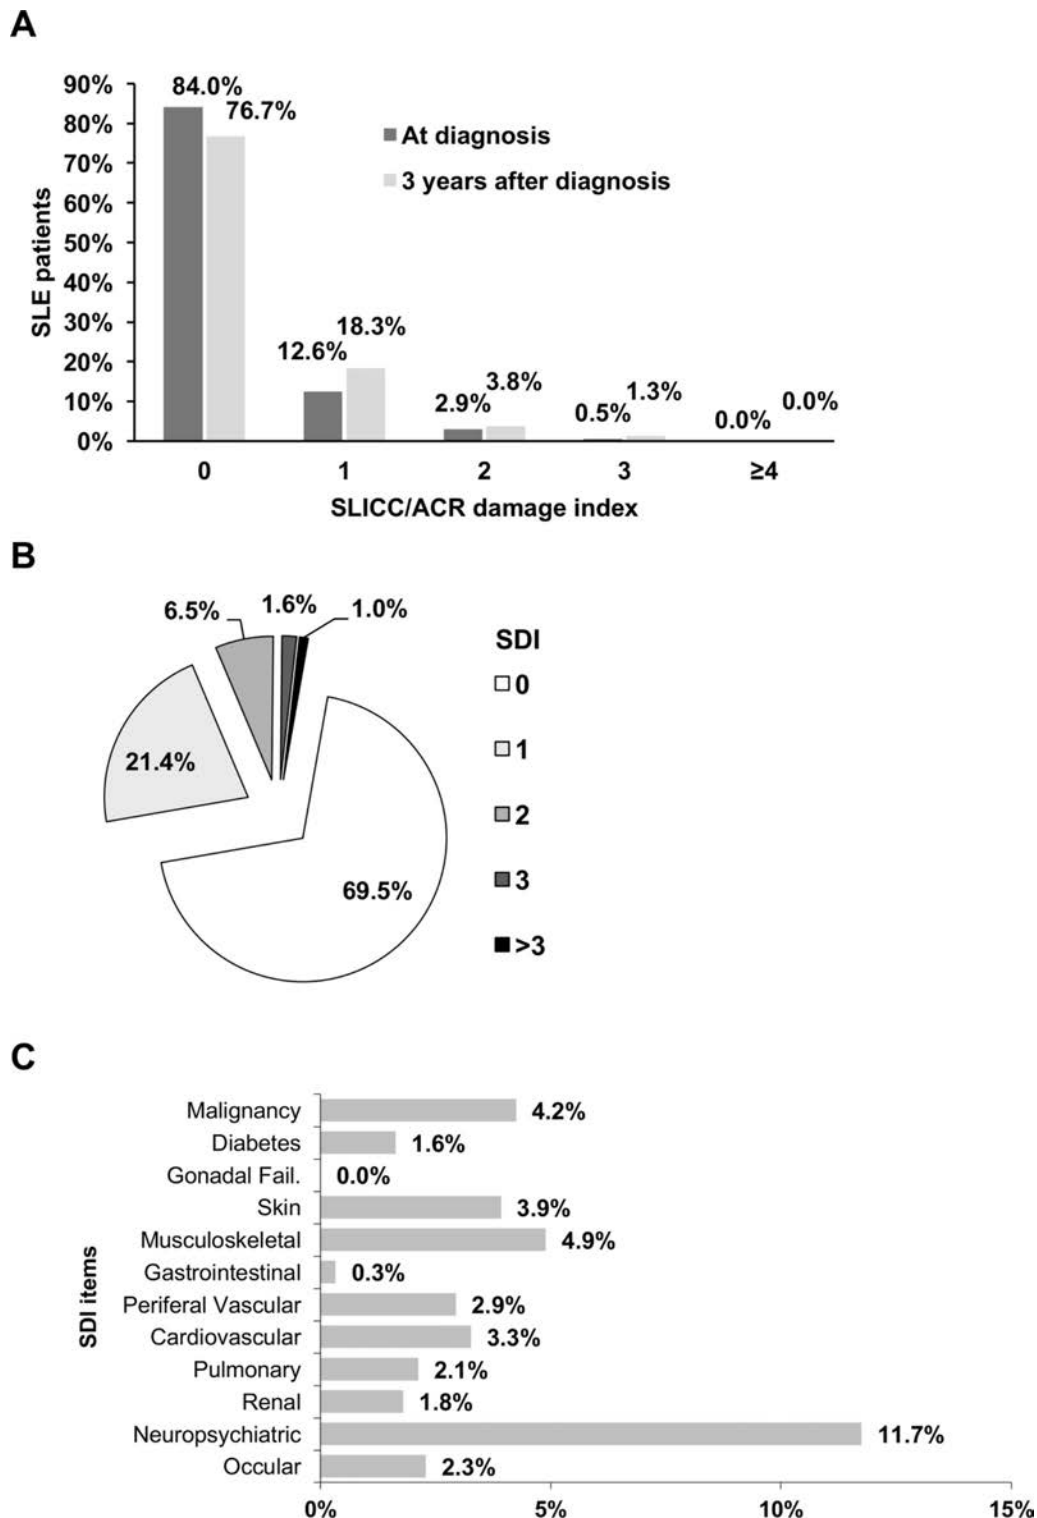 A
90%
84.0%
76.7%
80%
70%
60%
50%
40%
30%
20%
10%
0%
SLE patients
At diagnosis
3 years after diagnosis
12.6%
18.3%
2.9%
3.8%
0.5%
1.3%
0.0%
0.0%
0 1 2 3 ≥4
SLICC/ACR damage index
B
6.5%
1.6%
1.0%
21.4%
69.5%
SDI
0
1
2
3
>3
C
SDI items
Malignancy 4.2%
Diabetes 1.6%
Gonadal Fail. 0.0%
Skin 3.9%
Musculoskeletal 4.9%
Gastrointestinal 0.3%
Periferal Vascular 2.9%
Cardiovascular 3.3%
Pulmonary 2.1%
Renal 1.8%
Neuropsychiatric 11.7%
Occular 2.3%
0% 5% 10% 15%